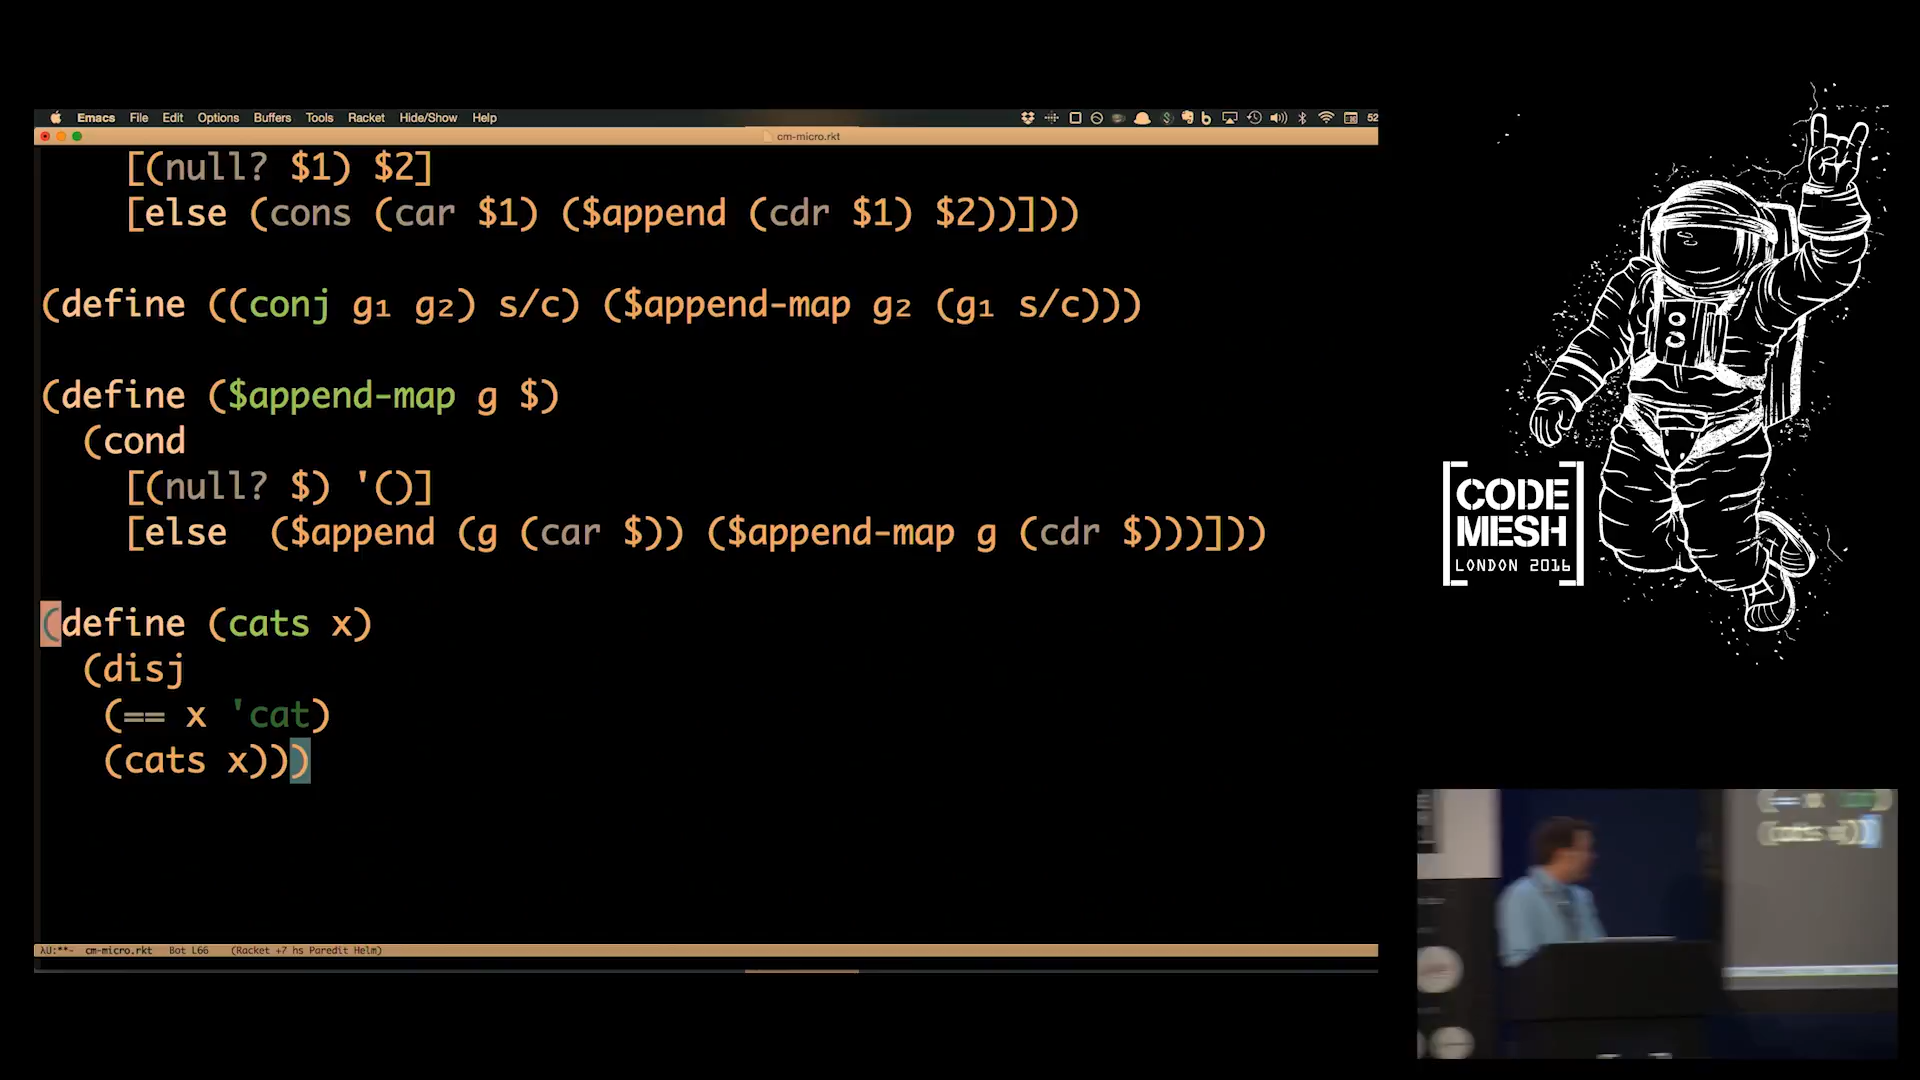 Emacs File Edit Options Buffers Tools Racket Hide/Show Help
52
cm-micro.rkt
[(null? $1) $2]
[else (cons (car $1) ($append (cdr $1) $2))]))
(define ((conj g₁ g₂) s/c) ($append-map g₂ (g₁ s/c)))
(define ($append-map g $)
(cond
[(null? $) '()]
[else ($append (g (car $)) ($append-map g (cdr $)))]))
(define (cats x)
(disj
(== x 'cat)
(cats x)))
λU:**- cm-micro.rkt Bot L66 (Racket +7 hs Paredit Helm)
CODE
MESH
LONDON 2016